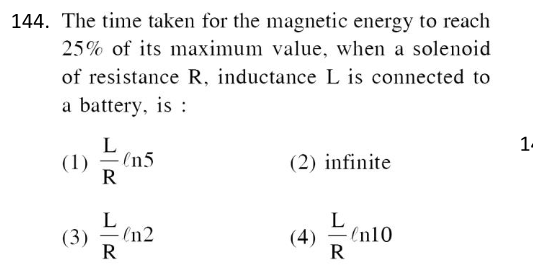 144. The time taken for the magnetic energy to reach
25% of its maximum value, when a solenoid
of resistance R, inductance L is connected to
a battery, is :
(1) L/R ℓn5 (2) infinite
(3) L/R ℓn2 (4) L/R ℓn10